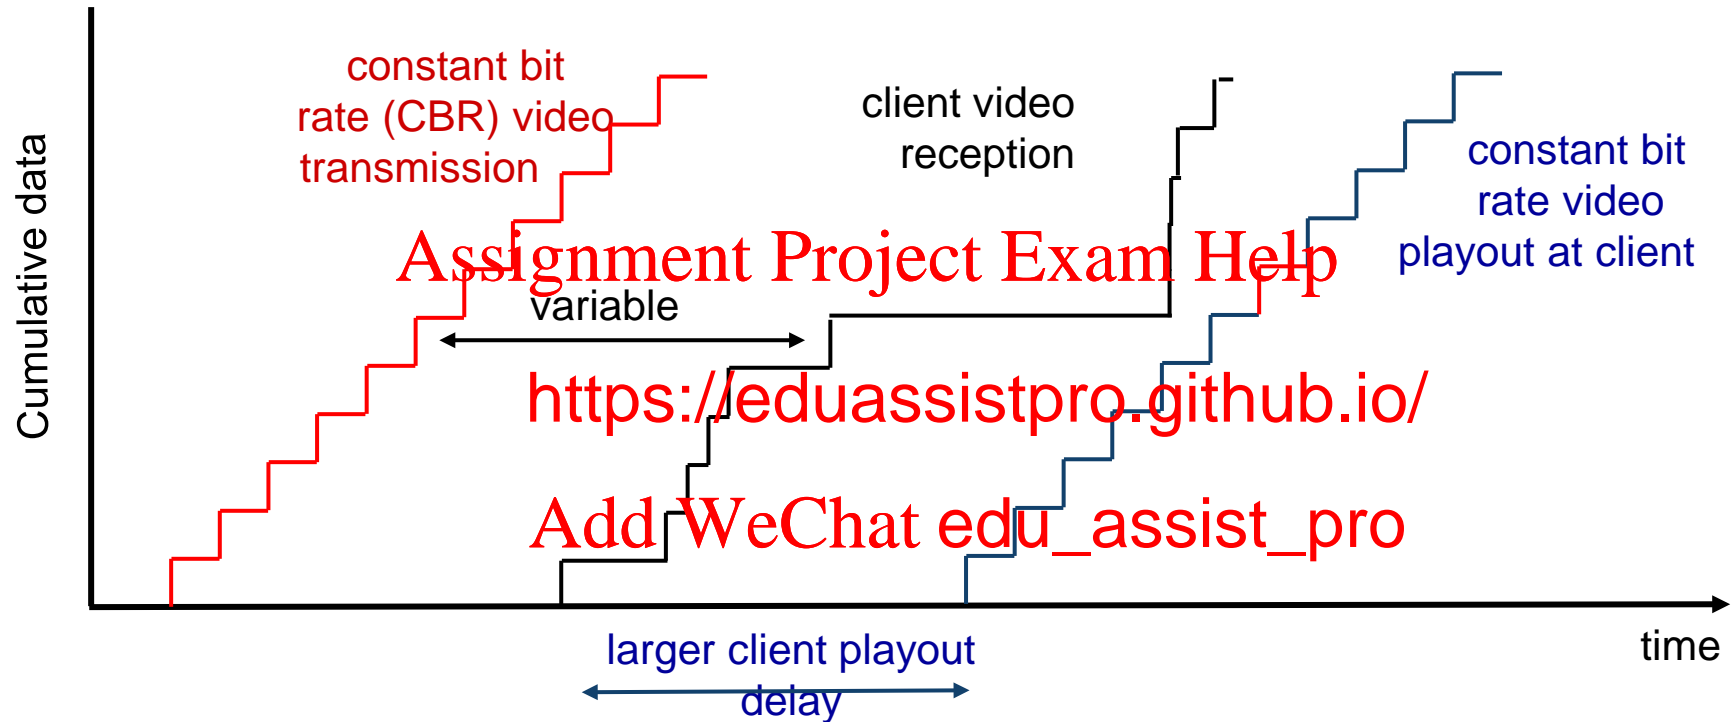 constant bit
rate (CBR) video
transmission
client video
reception
constant bit
rate video
playout at client
Cumulative data
Assignment Project Exam Help
variable
https://eduassistpro.github.io/
Add WeChat edu_assist_pro
time
larger client playout
delay